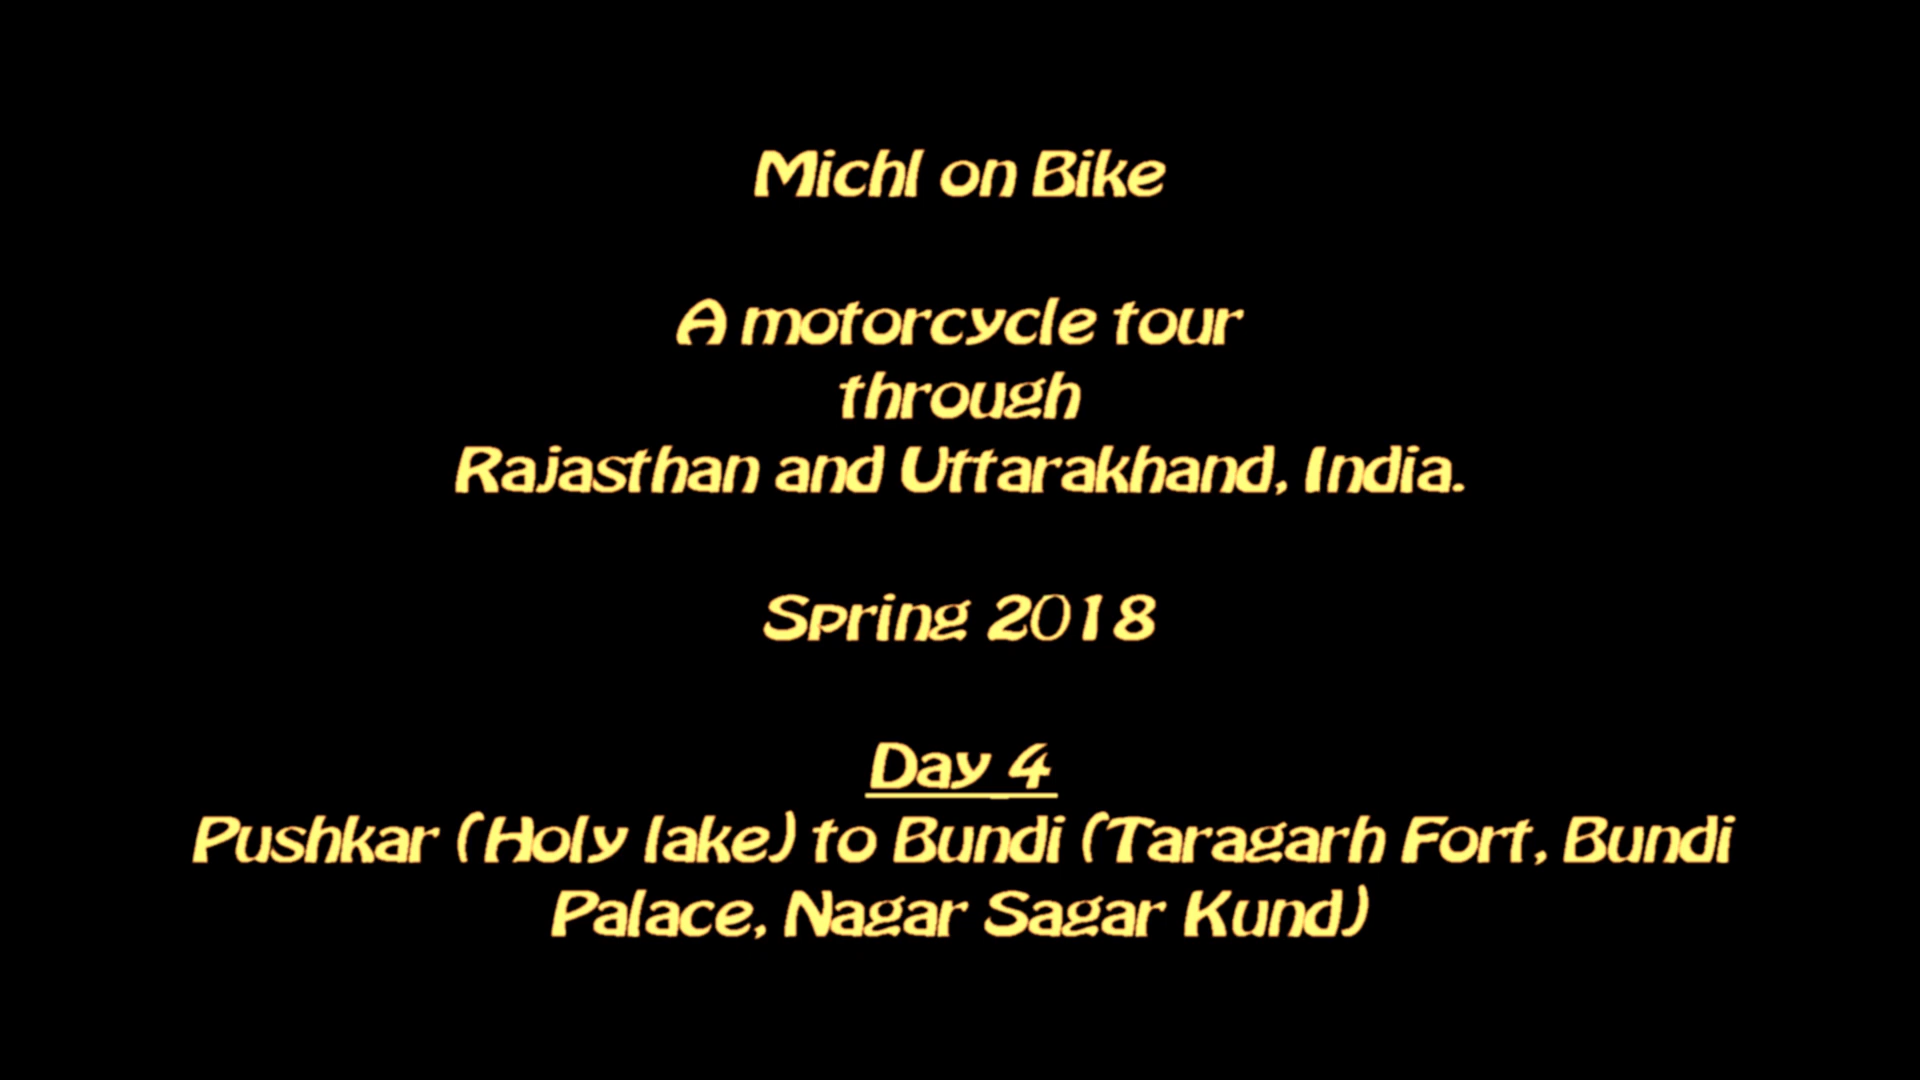 Michl on Bike
A motorcycle tour
through
Rajasthan and Uttarakhand, India.
Spring 2018
Day 4
Pushkar (Holy lake) to Bundi (Taragarh Fort, Bundi
Palace, Nagar Sagar Kund)